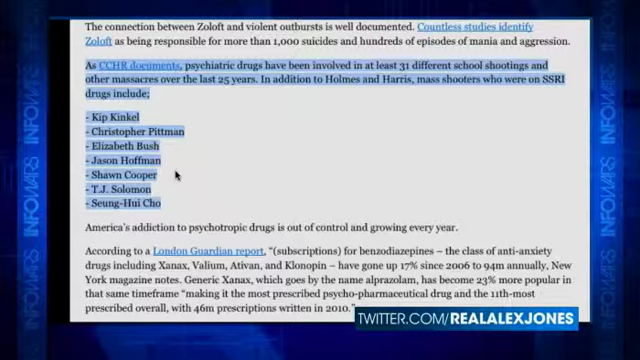 The connection between Zoloft and violent outbursts is well documented. Countless studies identify
Zoloft as being responsible for more than 1,000 suicides and hundreds of episodes of mania and aggression.
As CCHR documents, psychiatric drugs have been involved in at least 31 different school shootings and
other massacres over the last 25 years. In addition to Holmes and Harris, mass shooters who were on SSRI
drugs include;
- Kip Kinkel
- Christopher Pittman
- Elizabeth Bush
- Jason Hoffman
- Shawn Cooper
- T.J. Solomon
- Seung-Hui Cho
America's addiction to psychotropic drugs is out of control and growing every year.
According to a London Guardian report, "(subscriptions) for benzodiazepines – the class of anti-anxiety
drugs including Xanax, Valium, Ativan, and Klonopin – have gone up 17% since 2006 to 94m annually, New
York magazine notes. Generic Xanax, which goes by the name alprazolam, has become 23% more popular in
that same timeframe "making it the most prescribed psycho-pharmaceutical drug and the 11th-most
prescribed overall, with 46m prescriptions written in 2010."
TWITTER.COM/REALALEXJONES
INFOWARS
INFOWARS
INFOWARS
INFOWARS